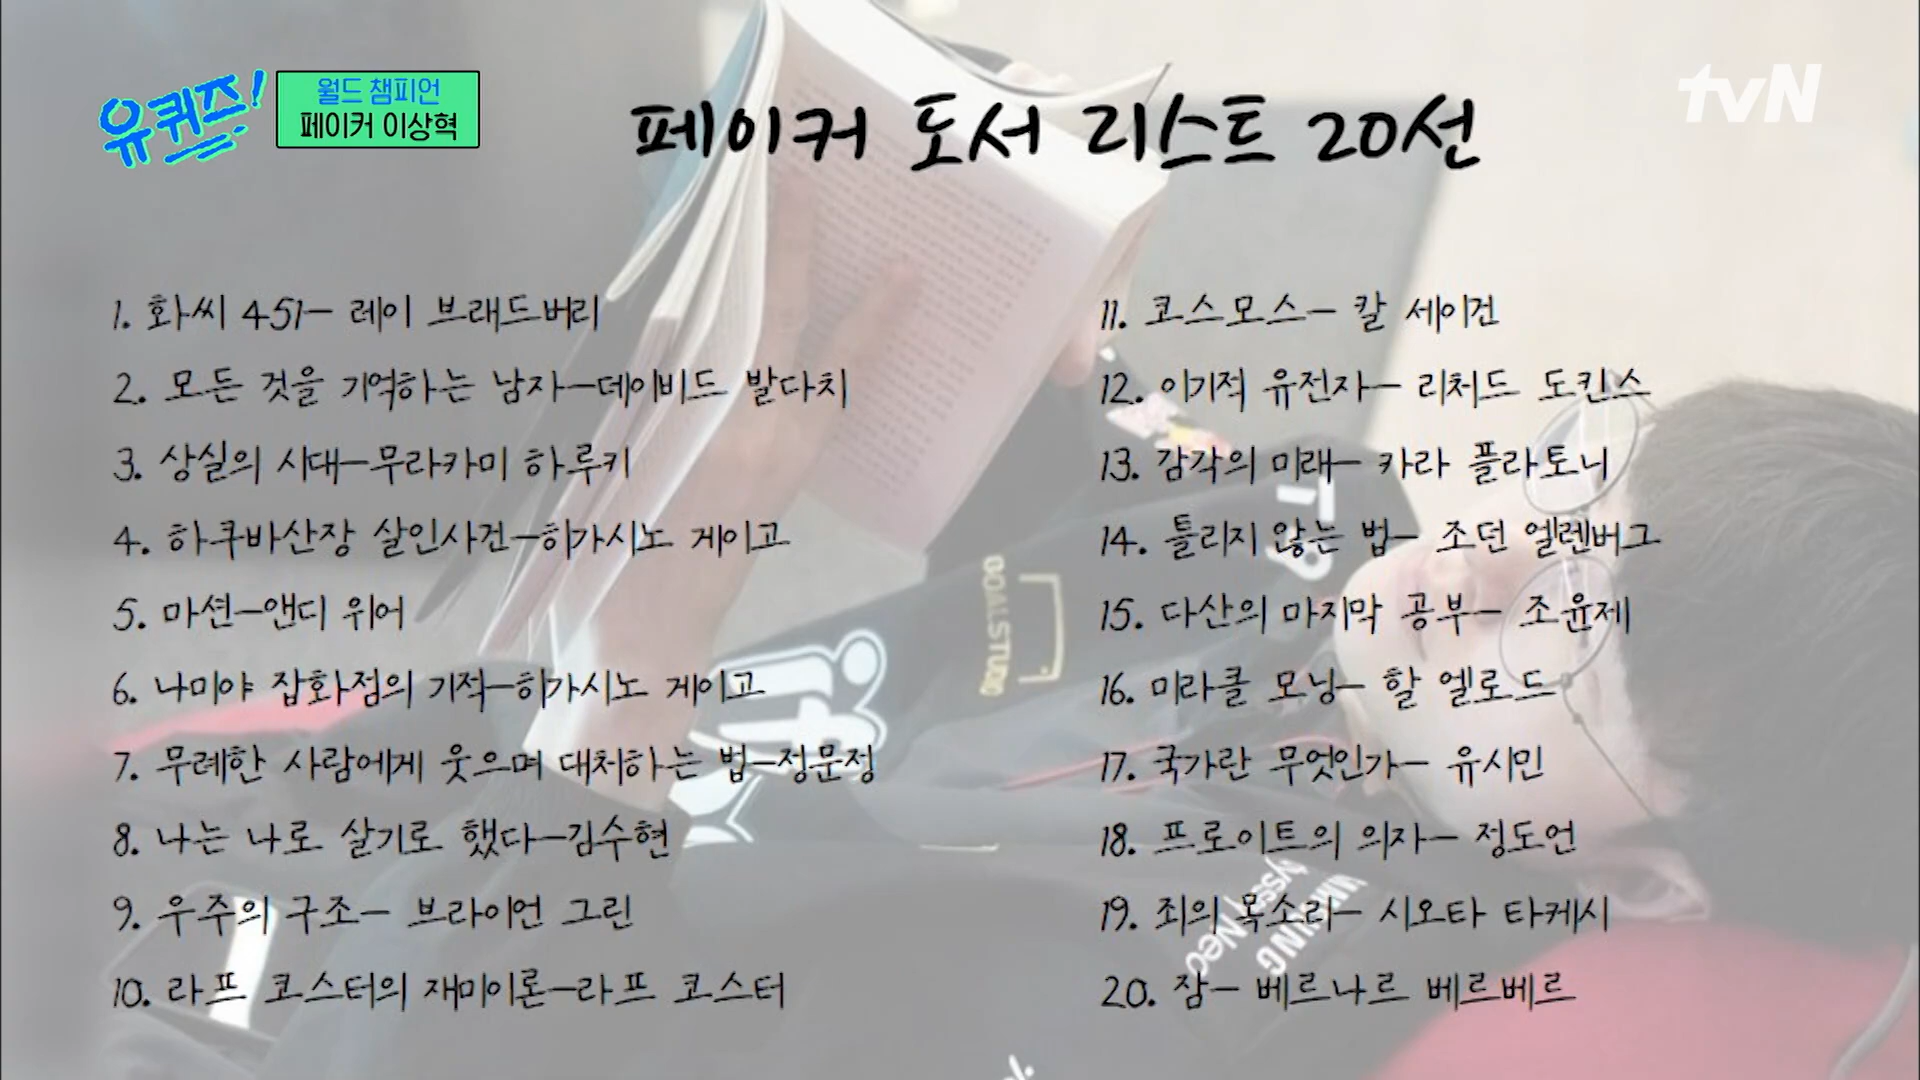 유퀴즈!
월드 챔피언
페이커 이상혁
tvN
페이커 도서 리스트 20선
1. 화씨 451- 레이 브래드버리
2. 모든 것을 기억하는 남자-데이비드 발다치
3. 상실의 시대-무라카미 하루키
4. 하쿠바산장 살인사건-히가시노 게이고
5. 마션-앤디 위어
6. 나미야 잡화점의 기적-히가시노 게이고
7. 무례한 사람에게 웃으며 대처하는 법-정문정
8. 나는 나로 살기로 했다-김수현
9. 우주의 구조- 브라이언 그린
10. 라프 코스터의 재미이론-라프 코스터
11. 코스모스- 칼 세이건
12. 이기적 유전자- 리처드 도킨스
13. 감각의 미래- 카라 플라토니
14. 틀리지 않는 법- 조던 엘렌버그
15. 다산의 마지막 공부- 조윤제
16. 미라클 모닝- 할 엘로드
17. 국가란 무엇인가- 유시민
18. 프로이트의 의자- 정도언
19. 죄의 목소리- 시오타 타케시
20. 잠- 베르나르 베르베르
T1
GOALSTUDIO